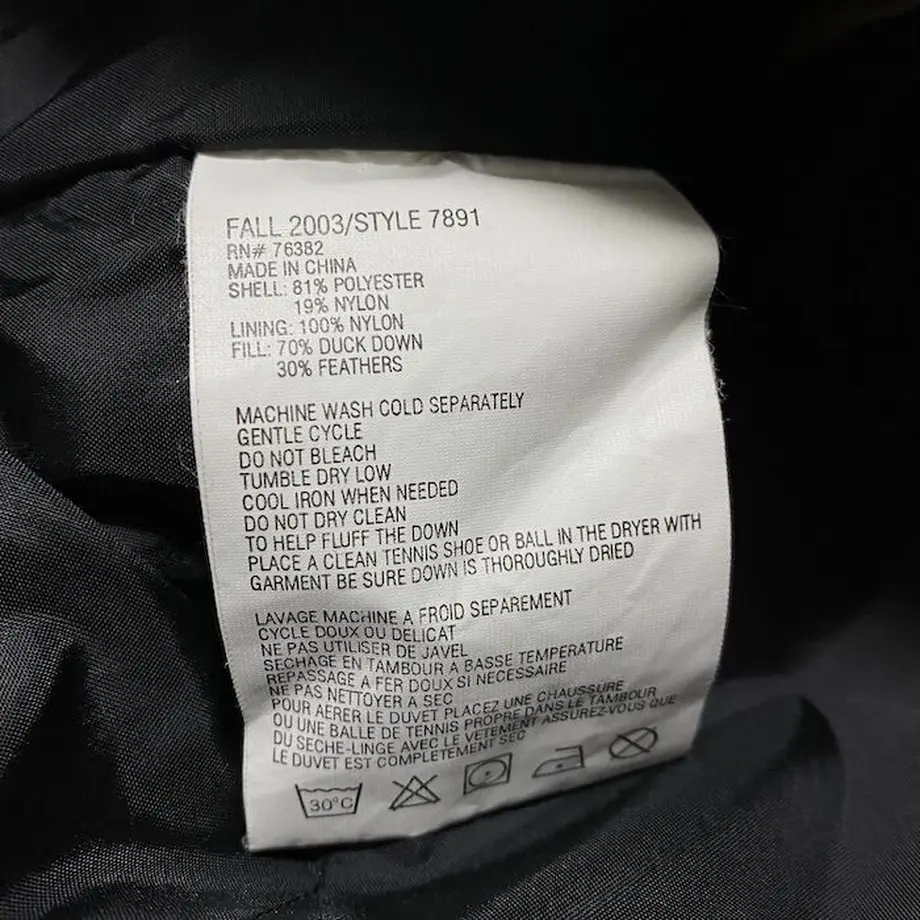 FALL 2003/STYLE 7891
RN# 76382
MADE IN CHINA
SHELL: 81% POLYESTER
19% NYLON
LINING: 100% NYLON
FILL: 70% DUCK DOWN
30% FEATHERS
MACHINE WASH COLD SEPARATELY
GENTLE CYCLE
DO NOT BLEACH
TUMBLE DRY LOW
COOL IRON WHEN NEEDED
DO NOT DRY CLEAN
TO HELP FLUFF THE DOWN
PLACE A CLEAN TENNIS SHOE OR BALL IN THE DRYER WITH
GARMENT BE SURE DOWN IS THOROUGHLY DRIED
LAVAGE MACHINE A FROID SEPAREMENT
CYCLE DOUX OU DELICAT
NE PAS UTILISER DE JAVEL
SECHAGE EN TAMBOUR A BASSE TEMPERATURE
REPASSAGE A FER DOUX SI NECESSAIRE
NE PAS NETTOYER A SEC
POUR AERER LE DUVET PLACEZ UNE CHAUSSURE
OU UNE BALLE DE TENNIS PROPRE DANS LE TAMBOUR
DU SECHE-LINGE AVEC LE VETEMENT ASSUREZ-VOUS QUE
LE DUVET EST COMPLETEMENT SEC
30°C